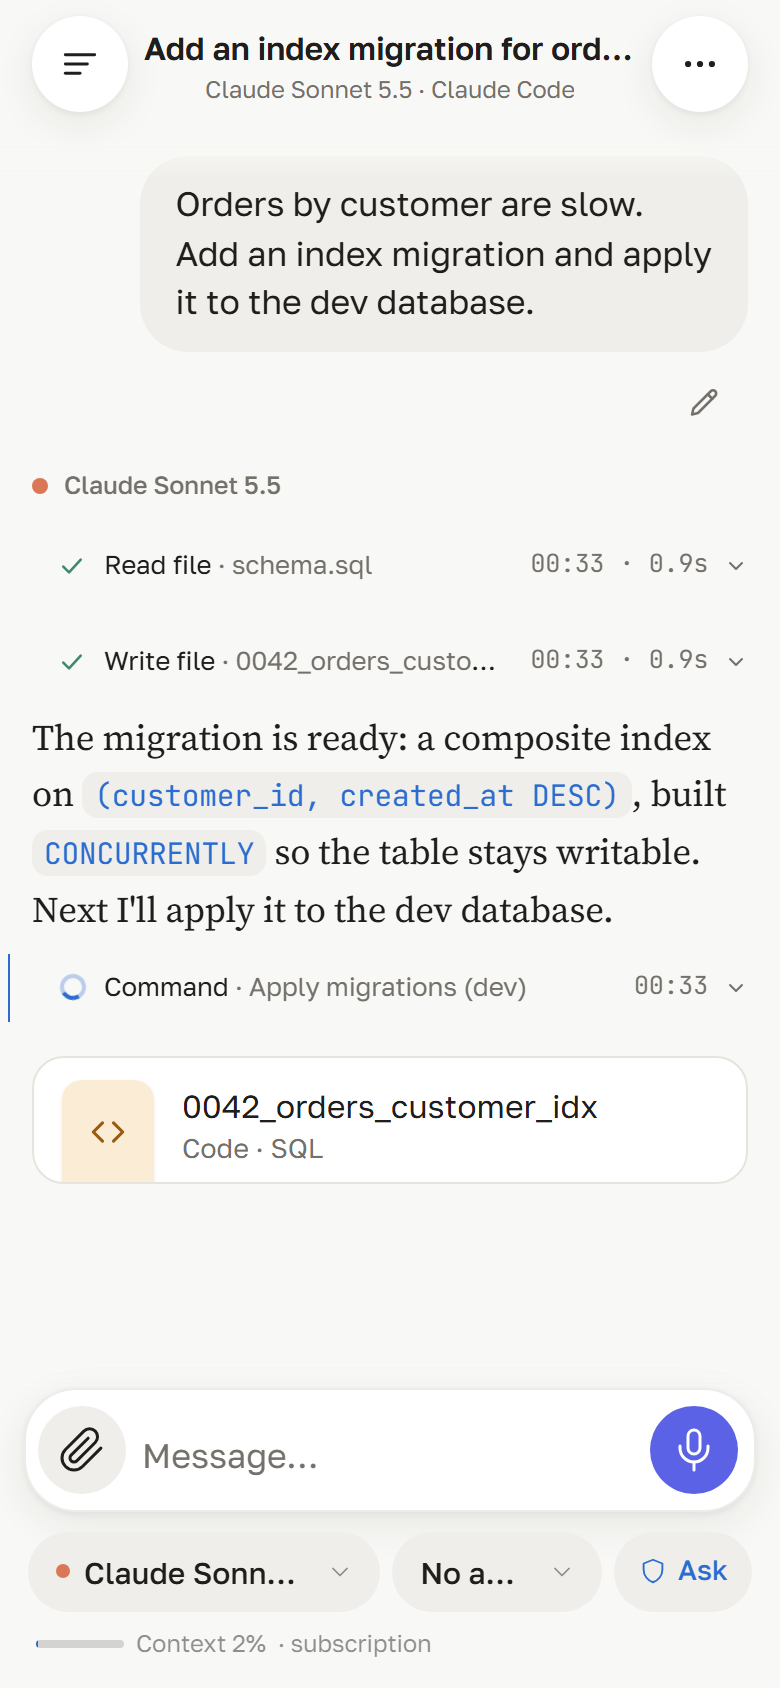 Add an index migration for ord...
Claude Sonnet 5.5 · Claude Code
Orders by customer are slow.
Add an index migration and apply
it to the dev database.
Claude Sonnet 5.5
Read file · schema.sql 00:33 · 0.9s
Write file · 0042_orders_custo... 00:33 · 0.9s
The migration is ready: a composite index
on (customer_id, created_at DESC), built
CONCURRENTLY so the table stays writable.
Next I'll apply it to the dev database.
Command · Apply migrations (dev) 00:33
0042_orders_customer_idx
Code · SQL
Message...
Claude Sonn... No a... Ask
Context 2% · subscription